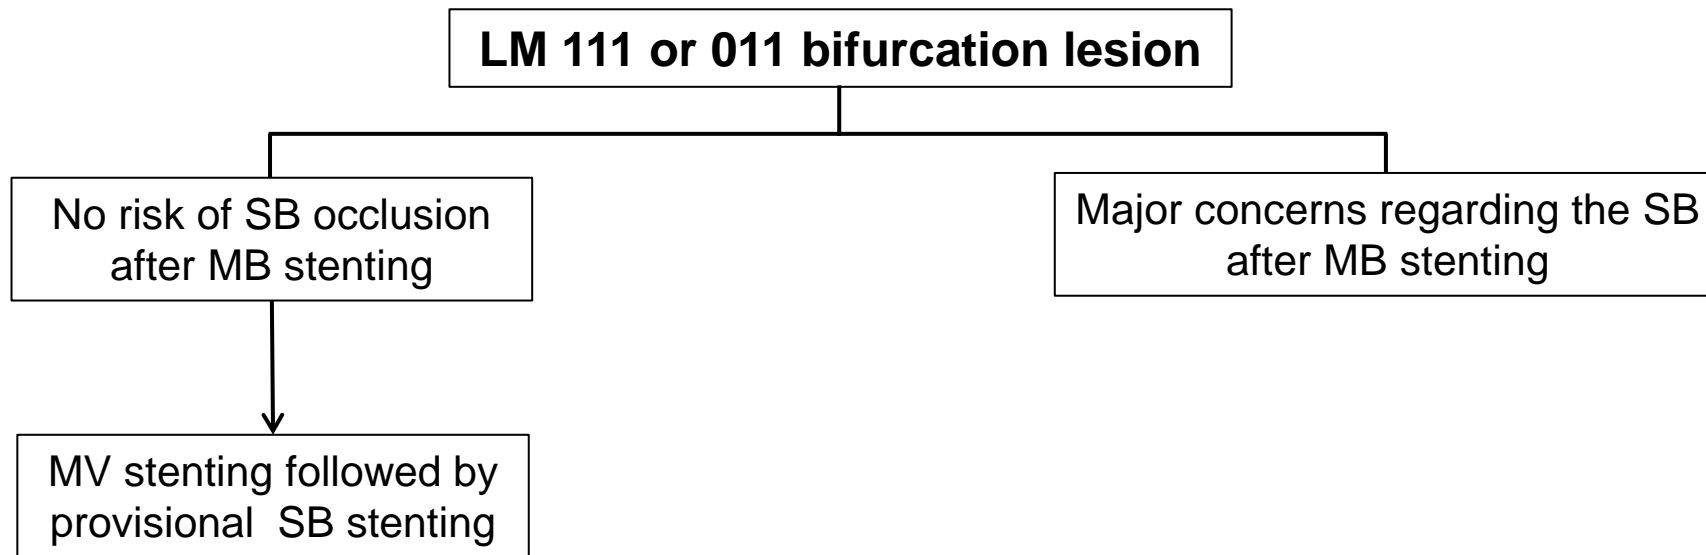 LM 111 or 011 bifurcation lesion
No risk of SB occlusion
after MB stenting
Major concerns regarding the SB
after MB stenting
MV stenting followed by
provisional  SB stenting